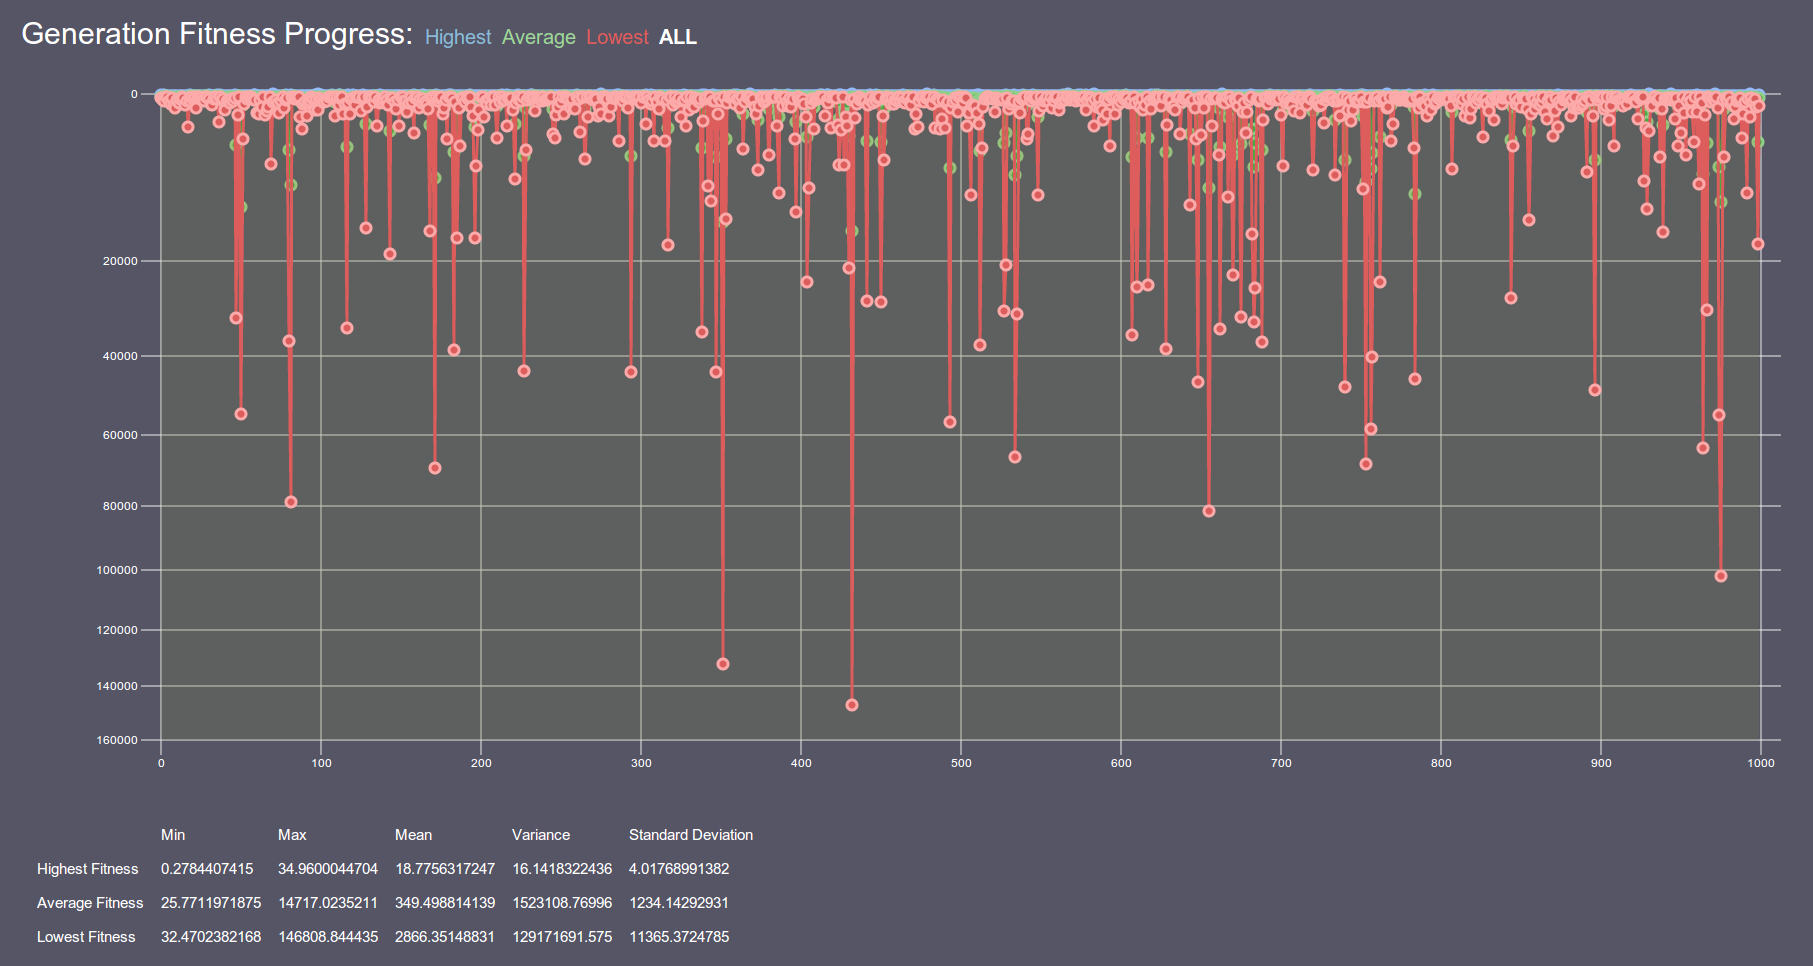 Generation Fitness Progress: Highest Average Lowest ALL
0
20000
40000
60000
80000
100000
120000
140000
160000
0 100 200 300 400 500 600 700 800 900 1000
Min Max Mean Variance Standard Deviation
Highest Fitness 0.2784407415 34.9600044704 18.7756317247 16.1418322436 4.01768991382
Average Fitness 25.7711971875 14717.0235211 349.498814139 1523108.76996 1234.14292931
Lowest Fitness 32.4702382168 146808.844435 2866.35148831 129171691.575 11365.3724785